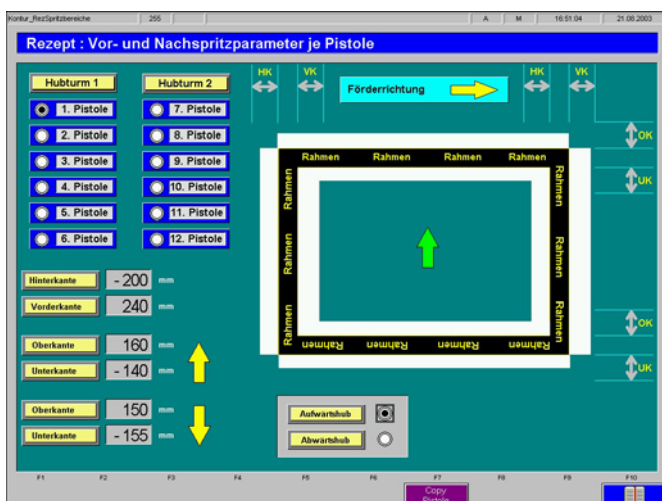 Kontur_RezSpritzbereiche 255 A M 16:51:04 21.08.2003
Rezept : Vor- und Nachspritzparameter je Pistole
Hubturm 1 Hubturm 2
1. Pistole 7. Pistole
2. Pistole 8. Pistole
3. Pistole 9. Pistole
4. Pistole 10. Pistole
5. Pistole 11. Pistole
6. Pistole 12. Pistole
HK VK Förderrichtung HK VK
OK
UK
Rahmen Rahmen Rahmen Rahmen
Rahmen Rahmen Rahmen
Rahmen Rahmen Rahmen
Rahmen Rahmen Rahmen Rahmen
OK
UK
Hinterkante -200 mm
Vorderkante 240 mm
Oberkante 160 mm
Unterkante -140 mm
Oberkante 150 mm
Unterkante -155 mm
Aufwärtshub
Abwärtshub
F1 F2 F3 F4 F5 F6 F7 F8 F9 F10
Copy
Pistole